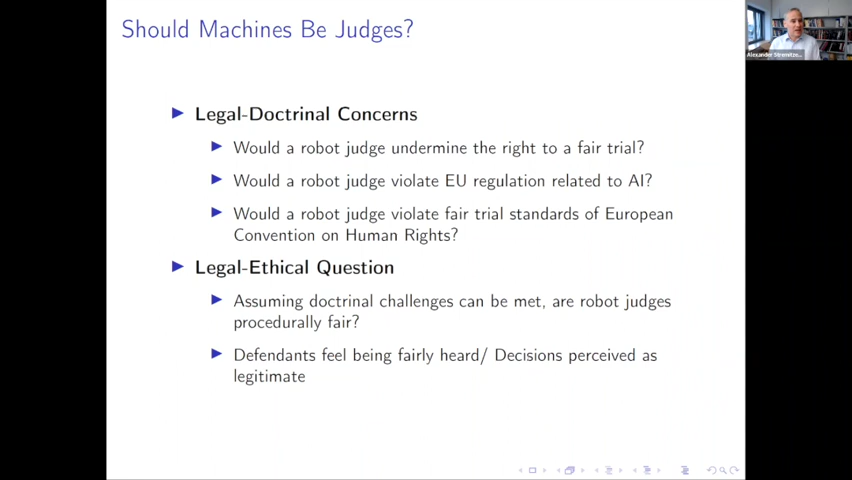 Should Machines Be Judges?
Legal-Doctrinal Concerns
Would a robot judge undermine the right to a fair trial?
Would a robot judge violate EU regulation related to AI?
Would a robot judge violate fair trial standards of European
Convention on Human Rights?
Legal-Ethical Question
Assuming doctrinal challenges can be met, are robot judges
procedurally fair?
Defendants feel being fairly heard/ Decisions perceived as
legitimate
Alexander